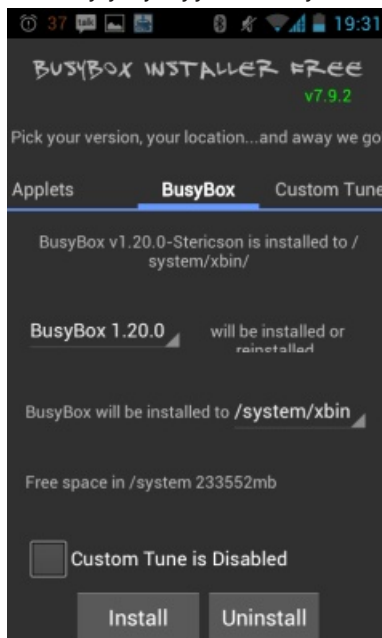 37 talk 19:31
BUSYBOX INSTALLER FREE
v7.9.2
Pick your version, your location...and away we go
Applets BusyBox Custom Tune
BusyBox v1.20.0-Stericson is installed to /
system/xbin/
BusyBox 1.20.0 will be installed or
reinstalled
BusyBox will be installed to /system/xbin
Free space in /system 233552mb
Custom Tune is Disabled
Install Uninstall